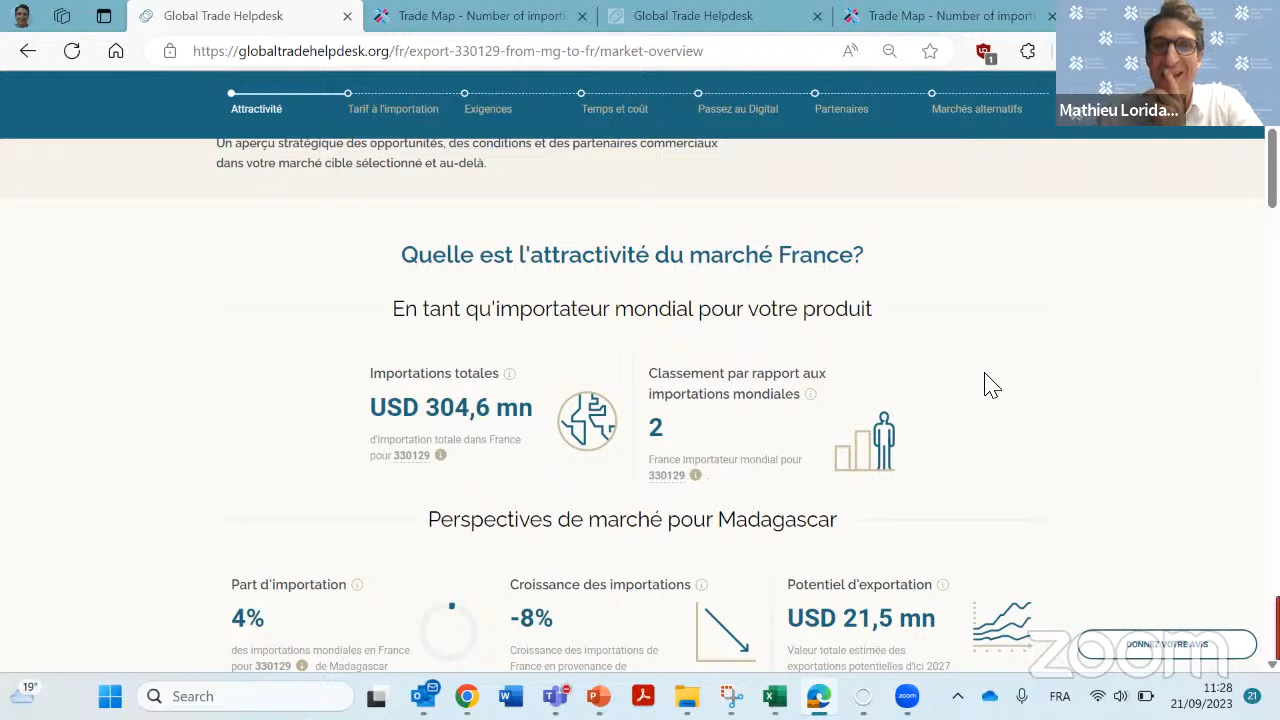 Global Trade Helpdesk
Trade Map - Number of importi
Global Trade Helpdesk
Trade Map - Number of importi
https://globaltradehelpdesk.org/fr/export-330129-from-mg-to-fr/market-overview
1
Mathieu Lorida...
Attractivité
Tarif à l'importation
Exigences
Temps et coût
Passez au Digital
Partenaires
Marchés alternatifs
Un aperçu stratégique des opportunités, des conditions et des partenaires commerciaux
dans votre marché cible sélectionné et au-delà.
Quelle est l'attractivité du marché France?
En tant qu'importateur mondial pour votre produit
Importations totales
USD 304,6 mn
d'importation totale dans France
pour 330129
Classement par rapport aux
importations mondiales
2
France Importateur mondial pour
330129 .
Perspectives de marché pour Madagascar
Part d'importation
4%
des importations mondiales en France
pour 330129 de Madagascar
Croissance des importations
-8%
Croissance des importations de
France en provenance de
Potentiel d'exportation
USD 21,5 mn
Valeur totale estimée des
exportations potentielles d'ici 2027
DONNEZ VOTRE AVIS
zoom
19°
Search
zoom
FRA
11:28
21/09/2023
21